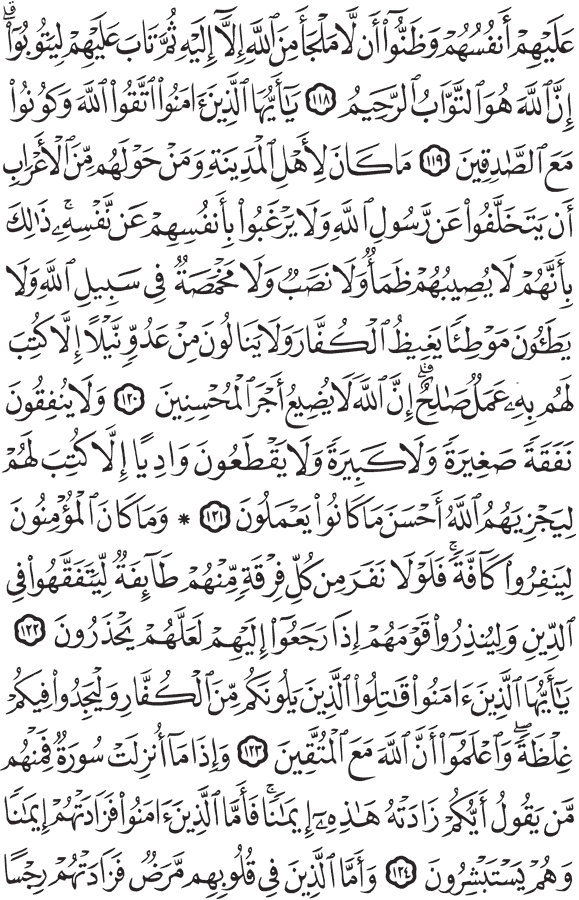 عَلَيْهِمْ أَنفُسُهُمْ وَظَنُّوٓا۟ أَن لَّا مَلْجَأَ مِنَ ٱللَّهِ إِلَّآ إِلَيْهِ ثُمَّ تَابَ عَلَيْهِمْ لِيَتُوبُوٓا۟ۚ
إِنَّ ٱللَّهَ هُوَ ٱلتَّوَّابُ ٱلرَّحِيمُ ١١٨ يَـٰٓأَيُّهَا ٱلَّذِينَ ءَامَنُوا۟ ٱتَّقُوا۟ ٱللَّهَ وَكُونُوا۟
مَعَ ٱلصَّـٰدِقِينَ ١١٩ مَا كَانَ لِأَهْلِ ٱلْمَدِينَةِ وَمَنْ حَوْلَهُم مِّنَ ٱلْأَعْرَابِ
أَن يَتَخَلَّفُوا۟ عَن رَّسُولِ ٱللَّهِ وَلَا يَرْغَبُوا۟ بِأَنفُسِهِمْ عَن نَّفْسِهِۦۚ ذَٰلِكَ
بِأَنَّهُمْ لَا يُصِيبُهُمْ ظَمَأٌ وَلَا نَصَبٌ وَلَا مَخْمَصَةٌ فِى سَبِيلِ ٱللَّهِ وَلَا
يَطَـُٔونَ مَوْطِئًا يَغِيظُ ٱلْكُفَّارَ وَلَا يَنَالُونَ مِنْ عَدُوٍّ نَّيْلًا إِلَّا كُتِبَ
لَهُم بِهِۦ عَمَلٌ صَـٰلِحٌۚ إِنَّ ٱللَّهَ لَا يُضِيعُ أَجْرَ ٱلْمُحْسِنِينَ ١٢٠ وَلَا يُنفِقُونَ
نَفَقَةً صَغِيرَةً وَلَا كَبِيرَةً وَلَا يَقْطَعُونَ وَادِيًا إِلَّا كُتِبَ لَهُمْ
لِيَجْزِيَهُمُ ٱللَّهُ أَحْسَنَ مَا كَانُوا۟ يَعْمَلُونَ ١٢١ * وَمَا كَانَ ٱلْمُؤْمِنُونَ
لِيَنفِرُوا۟ كَآفَّةًۚ فَلَوْلَا نَفَرَ مِن كُلِّ فِرْقَةٍ مِّنْهُمْ طَآئِفَةٌ لِّيَتَفَقَّهُوا۟ فِى
ٱلدِّينِ وَلِيُنذِرُوا۟ قَوْمَهُمْ إِذَا رَجَعُوٓا۟ إِلَيْهِمْ لَعَلَّهُمْ يَحْذَرُونَ ١٢٢
يَـٰٓأَيُّهَا ٱلَّذِينَ ءَامَنُوا۟ قَـٰتِلُوا۟ ٱلَّذِينَ يَلُونَكُم مِّنَ ٱلْكُفَّارِ وَلْيَجِدُوا۟ فِيكُمْ
غِلْظَةًۚ وَٱعْلَمُوٓا۟ أَنَّ ٱللَّهَ مَعَ ٱلْمُتَّقِينَ ١٢٣ وَإِذَا مَآ أُنزِلَتْ سُورَةٌ فَمِنْهُم
مَّن يَقُولُ أَيُّكُمْ زَادَتْهُ هَـٰذِهِۦٓ إِيمَـٰنًاۚ فَأَمَّا ٱلَّذِينَ ءَامَنُوا۟ فَزَادَتْهُمْ إِيمَـٰنًا
وَهُمْ يَسْتَبْشِرُونَ ١٢٤ وَأَمَّا ٱلَّذِينَ فِى قُلُوبِهِم مَّرَضٌ فَزَادَتْهُمْ رِجْسًا